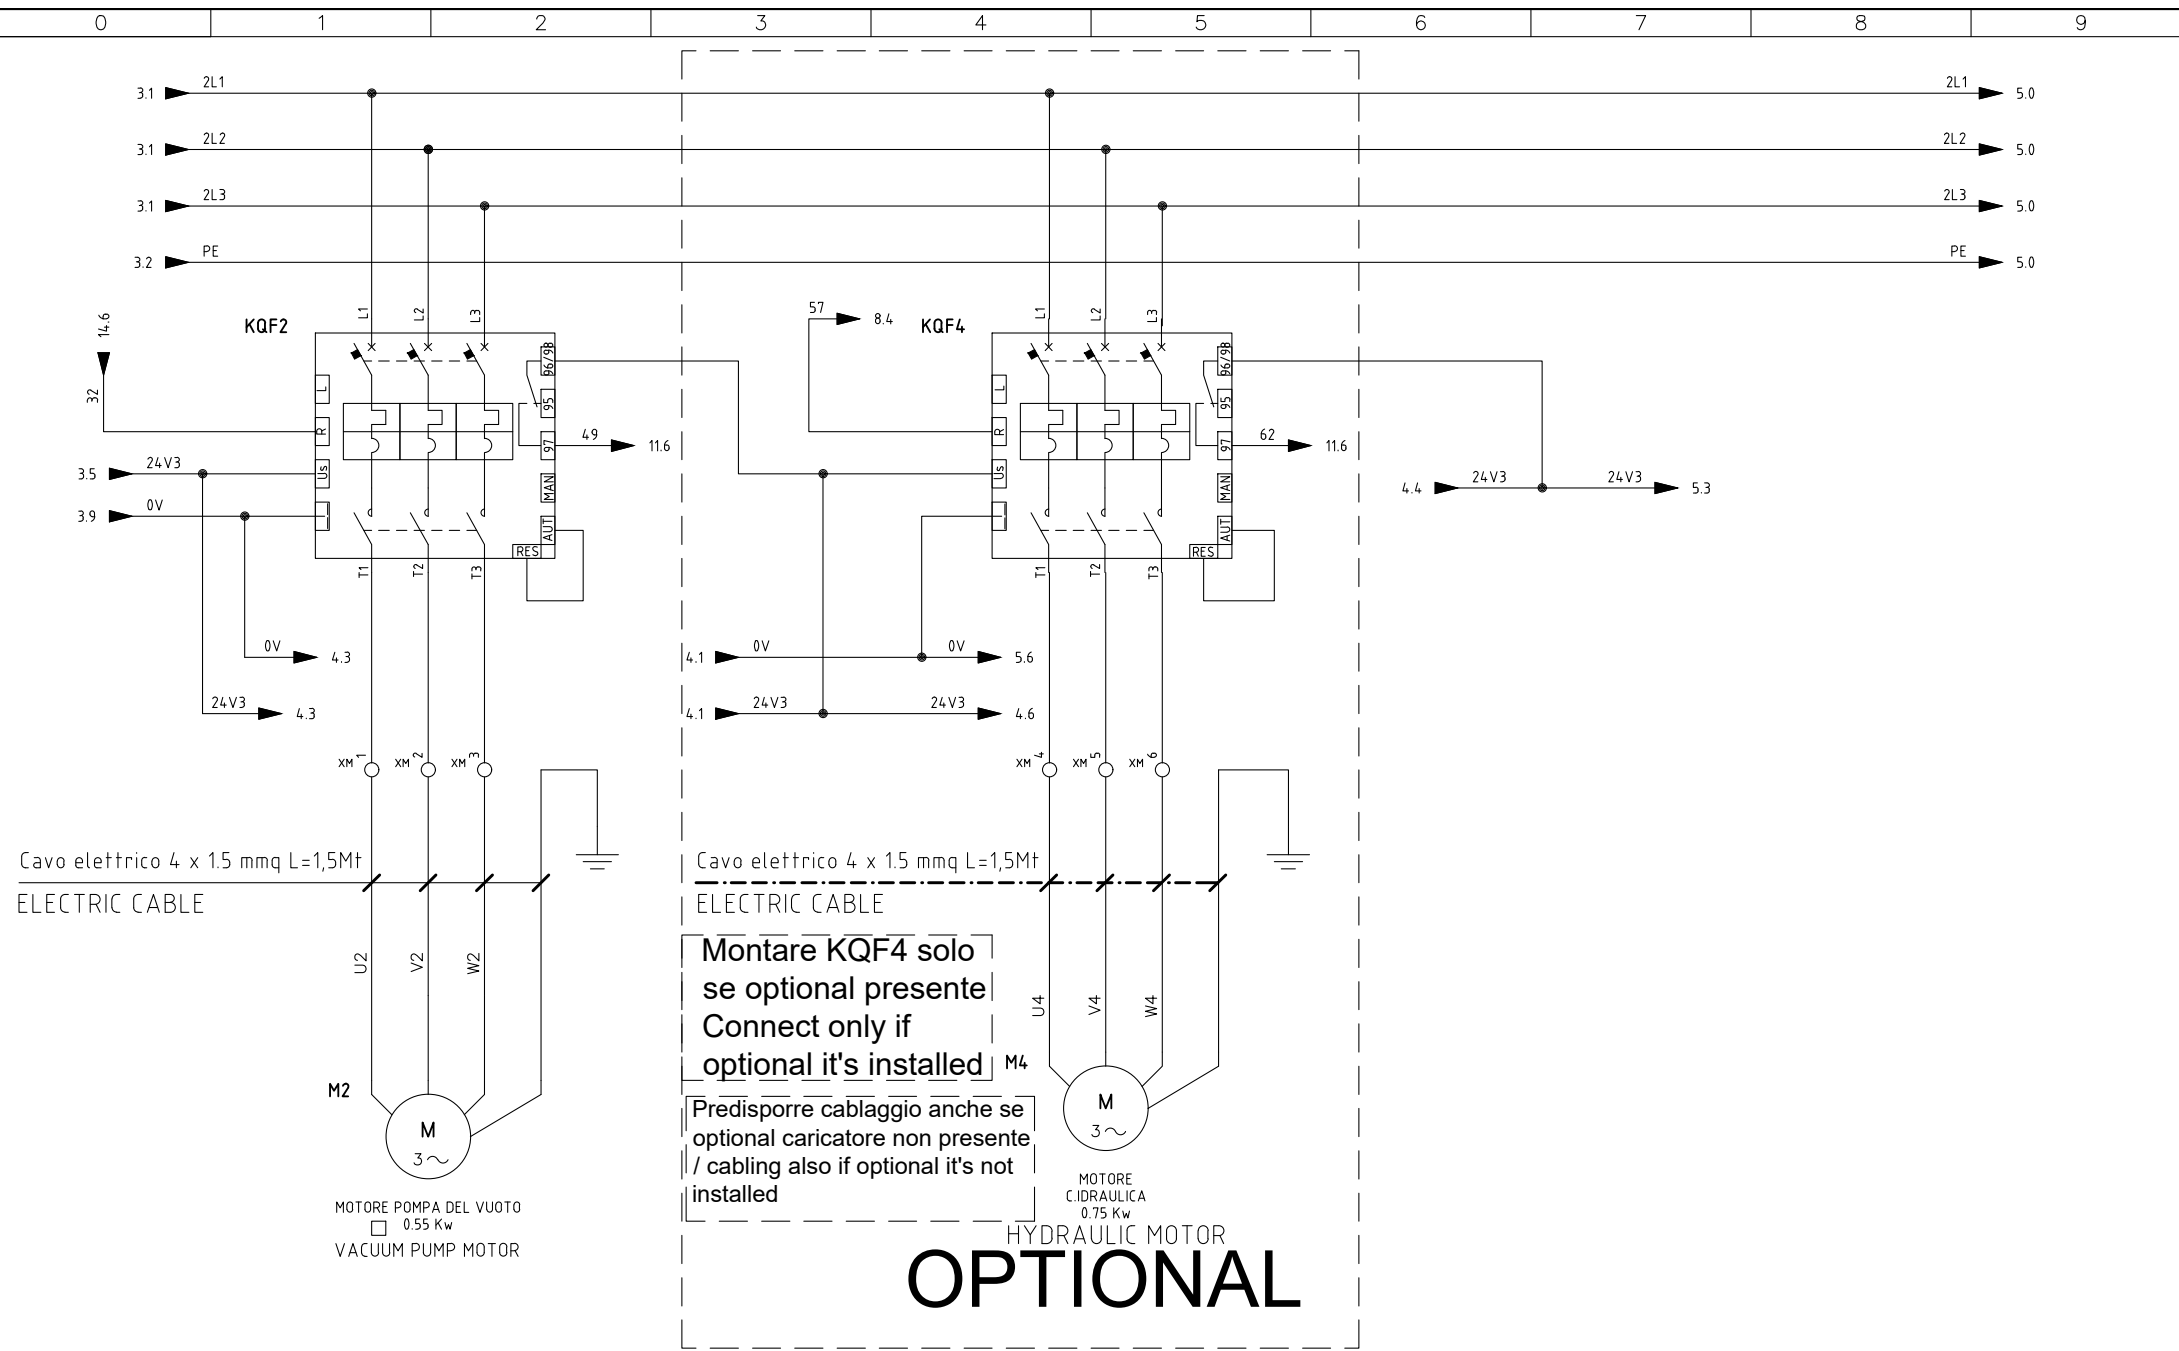 0 1 2 3 4 5 6 7 8 9
3.1 2L1 2L1 5.0
3.1 2L2 2L2 5.0
3.1 2L3 2L3 5.0
3.2 PE PE 5.0
14.6
32
KQF2
L1 L2 L3
96/98
95
97
MAN
AUT
RES
L
R
Us
T1 T2 T3
49 11.6
3.5 24V3
3.9 0V
0V 4.3
24V3 4.3
57 8.4
KQF4
L1 L2 L3
96/98
95
97
MAN
AUT
RES
L
R
Us
T1 T2 T3
62 11.6
4.4 24V3 24V3 5.3
4.1 0V 0V 5.6
4.1 24V3 24V3 4.6
XM 1 XM 2 XM 3
XM 4 XM 5 XM 6
Cavo elettrico 4 x 1.5 mmq L=1,5Mt
ELECTRIC CABLE
Cavo elettrico 4 x 1.5 mmq L=1,5Mt
ELECTRIC CABLE
U2 V2 W2
Montare KQF4 solo
se optional presente
Connect only if
optional it's installed
U4 V4 W4
M2
M
3
M4
M
3
Predisporre cablaggio anche se
optional caricatore non presente
/ cabling also if optional it's not
installed
MOTORE POMPA DEL VUOTO
0.55 Kw
VACUUM PUMP MOTOR
MOTORE
C.IDRAULICA
0.75 Kw
HYDRAULIC MOTOR
OPTIONAL